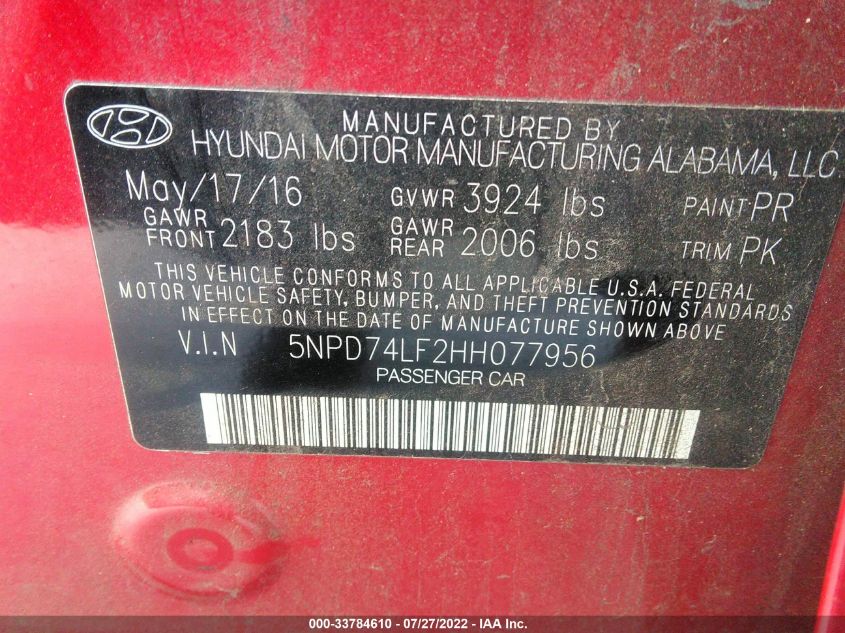 MANUFACTURED BY
HYUNDAI MOTOR MANUFACTURING ALABAMA, LLC
May/17/16 GVWR 3924 lbs PAINT PR
GAWR FRONT 2183 lbs GAWR REAR 2006 lbs TRIM PK
THIS VEHICLE CONFORMS TO ALL APPLICABLE U.S.A. FEDERAL
MOTOR VEHICLE SAFETY, BUMPER, AND THEFT PREVENTION STANDARDS
IN EFFECT ON THE DATE OF MANUFACTURE SHOWN ABOVE
V.I.N 5NPD74LF2HH077956
PASSENGER CAR
000-33784610 - 07/27/2022 - IAA Inc.